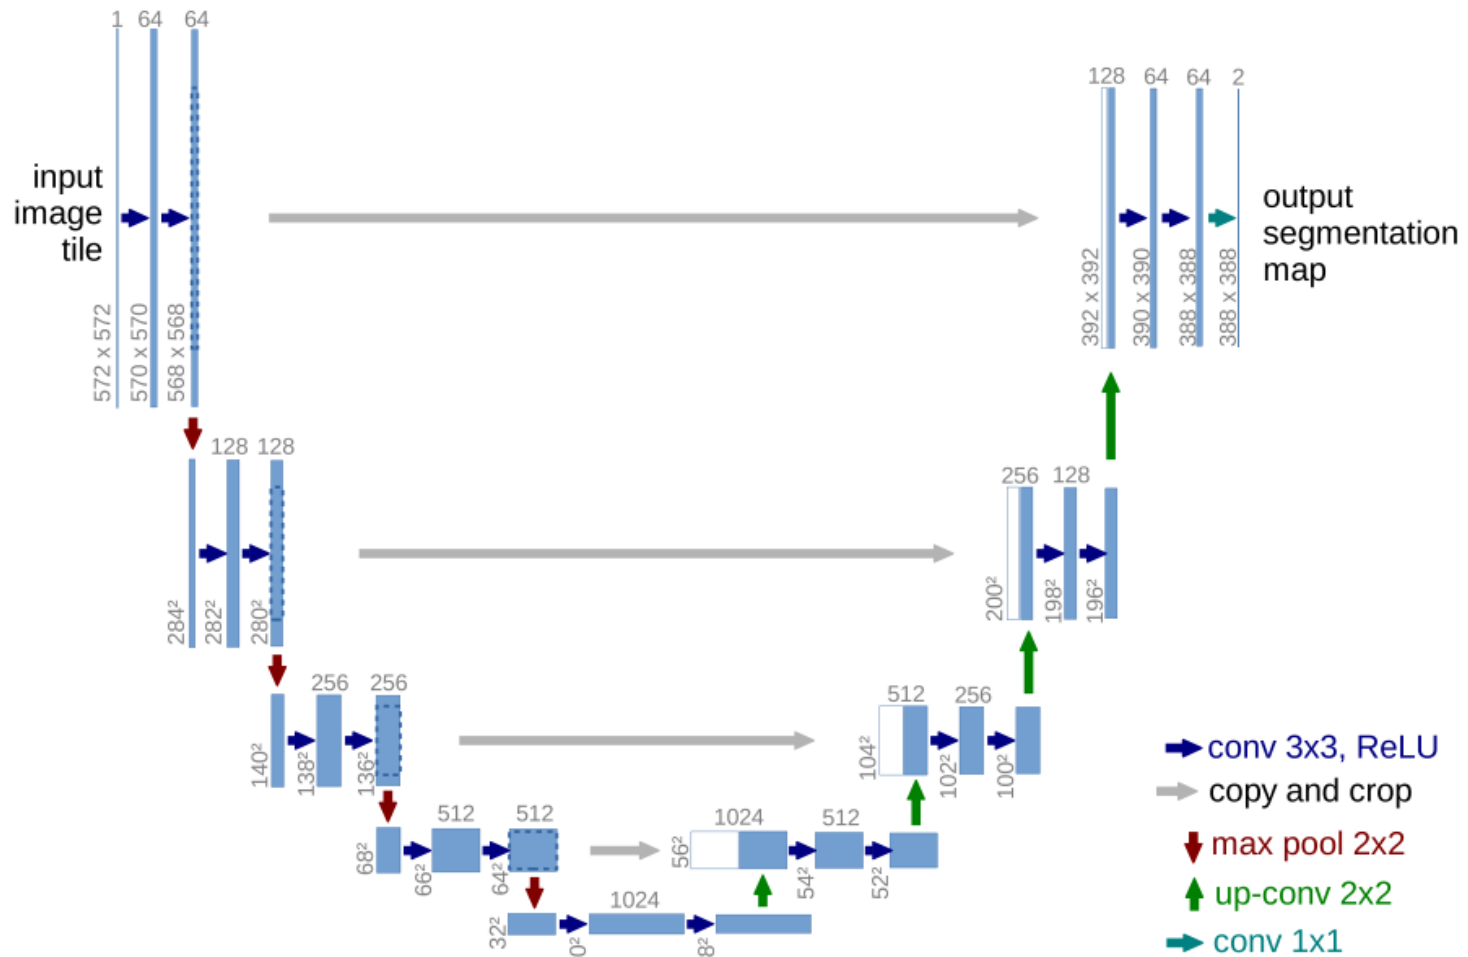 1 64 64
input
image
tile
572 x 572
570 x 570
568 x 568
128 64 64 2
output
segmentation
map
392 x 392
390 x 390
388 x 388
388 x 388
128 128
284²
282²
280²
256 128
200²
198²
196²
256 256
140²
138²
136²
512 256
104²
102²
100²
512 512
68²
66²
64²
1024 512
56²
54²
52²
1024
32²
0²
8²
conv 3x3, ReLU
copy and crop
max pool 2x2
up-conv 2x2
conv 1x1